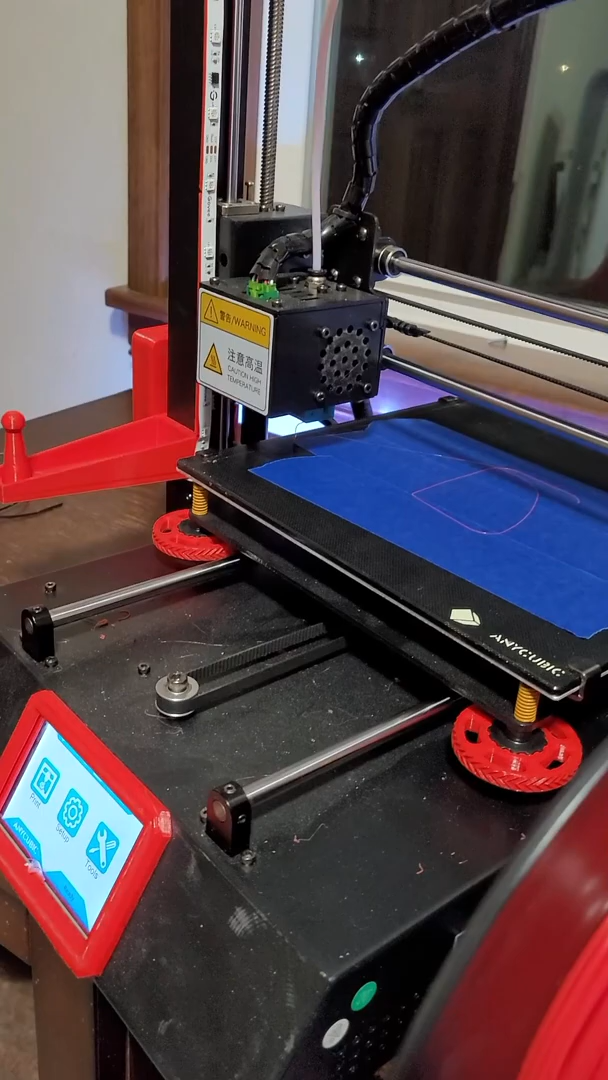 警告/WARNING
注意高温
CAUTION HIGH
TEMPERATURE
ANYCUBIC
Print
Setup
Tools
ANYCUBIC